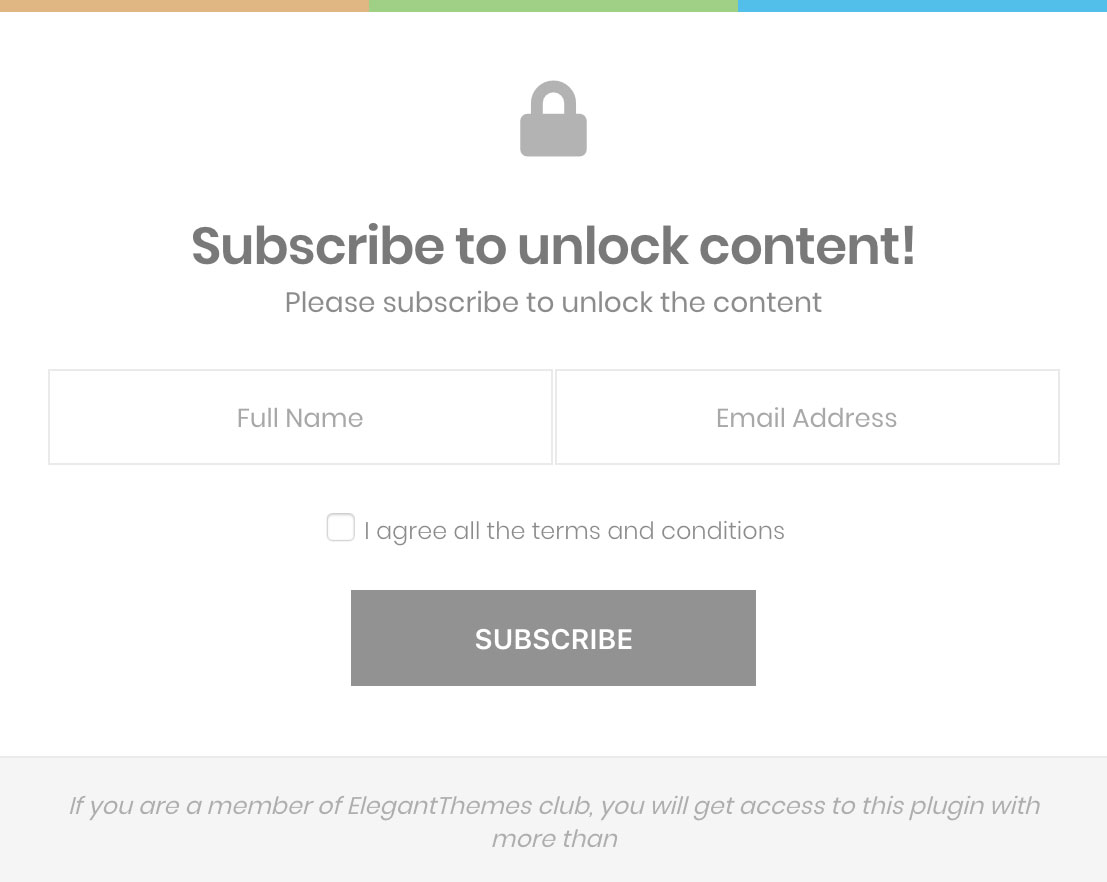 Subscribe to unlock content!
Please subscribe to unlock the content
Full Name
Email Address
I agree all the terms and conditions
SUBSCRIBE
If you are a member of ElegantThemes club, you will get access to this plugin with
more than